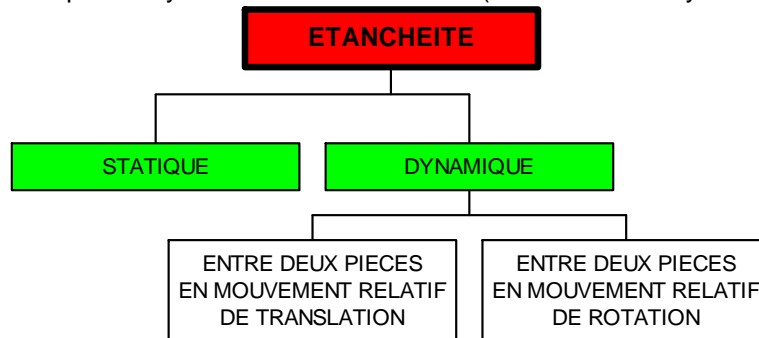 ETANCHEITE
STATIQUE
DYNAMIQUE
ENTRE DEUX PIECES
EN MOUVEMENT RELATIF
DE TRANSLATION
ENTRE DEUX PIECES
EN MOUVEMENT RELATIF
DE ROTATION